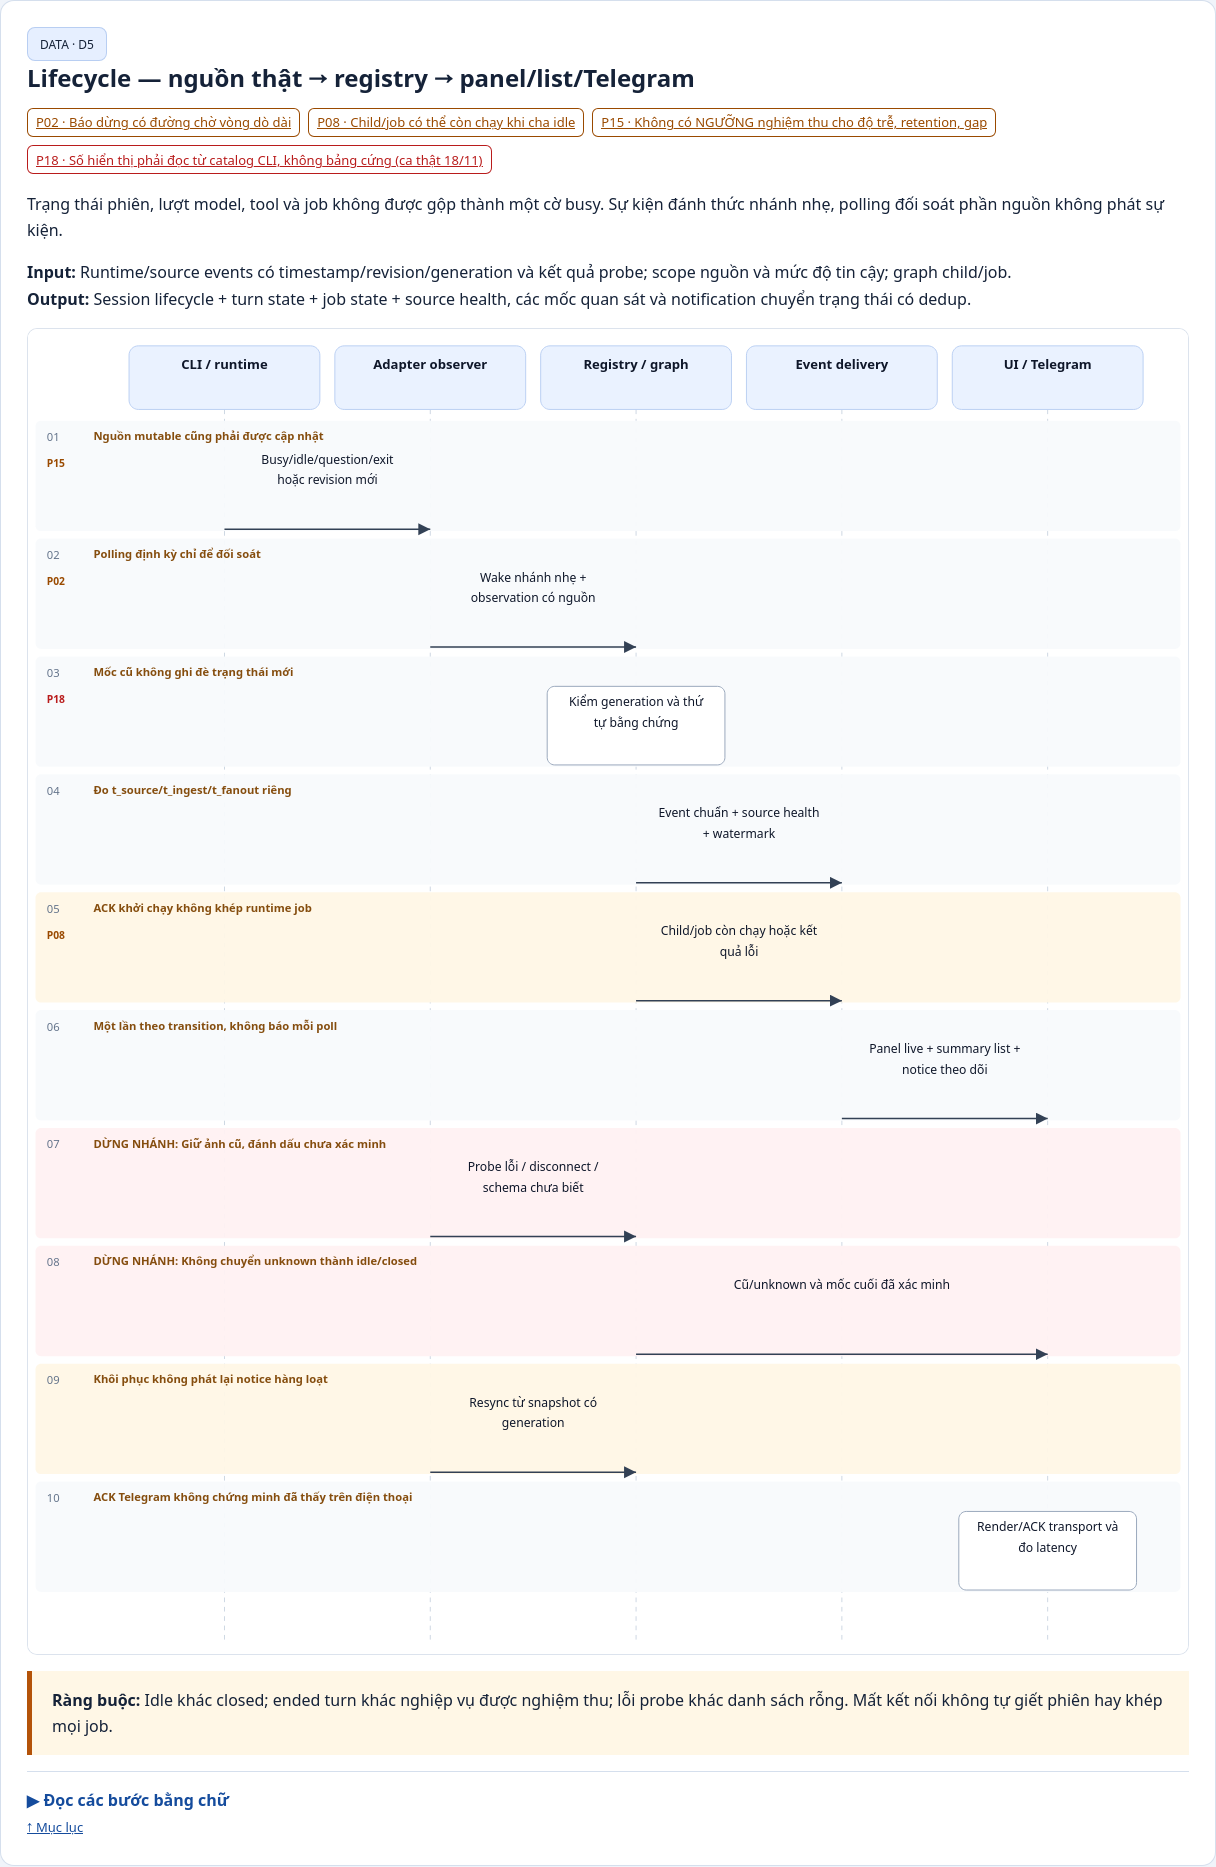 DATA · D5
Lifecycle — nguồn thật → registry → panel/list/Telegram
P02 · Báo dừng có đường chờ vòng dò dài
P08 · Child/job có thể còn chạy khi cha idle
P15 · Không có NGƯỠNG nghiệm thu cho độ trễ, retention, gap
P18 · Số hiển thị phải đọc từ catalog CLI, không bảng cứng (ca thật 18/11)
Trạng thái phiên, lượt model, tool và job không được gộp thành một cờ busy. Sự kiện đánh thức nhánh nhẹ, polling đối soát phần nguồn không phát sự
kiện.
Input: Runtime/source events có timestamp/revision/generation và kết quả probe; scope nguồn và mức độ tin cậy; graph child/job.
Output: Session lifecycle + turn state + job state + source health, các mốc quan sát và notification chuyển trạng thái có dedup.
CLI / runtime
Adapter observer
Registry / graph
Event delivery
UI / Telegram
01
Nguồn mutable cũng phải được cập nhật
P15
Busy/idle/question/exit
hoặc revision mới
02
Polling định kỳ chỉ để đối soát
P02
Wake nhánh nhẹ +
observation có nguồn
03
Mốc cũ không ghi đè trạng thái mới
P18
Kiểm generation và thứ
tự bằng chứng
04
Đo t_source/t_ingest/t_fanout riêng
Event chuẩn + source health
+ watermark
05
ACK khởi chạy không khép runtime job
P08
Child/job còn chạy hoặc kết
quả lỗi
06
Một lần theo transition, không báo mỗi poll
Panel live + summary list +
notice theo dõi
07
DỪNG NHÁNH: Giữ ảnh cũ, đánh dấu chưa xác minh
Probe lỗi / disconnect /
schema chưa biết
08
DỪNG NHÁNH: Không chuyển unknown thành idle/closed
Cũ/unknown và mốc cuối đã xác minh
09
Khôi phục không phát lại notice hàng loạt
Resync từ snapshot có
generation
10
ACK Telegram không chứng minh đã thấy trên điện thoại
Render/ACK transport và
đo latency
Ràng buộc: Idle khác closed; ended turn khác nghiệp vụ được nghiệm thu; lỗi probe khác danh sách rỗng. Mất kết nối không tự giết phiên hay khép
mọi job.
▶ Đọc các bước bằng chữ
↑ Mục lục